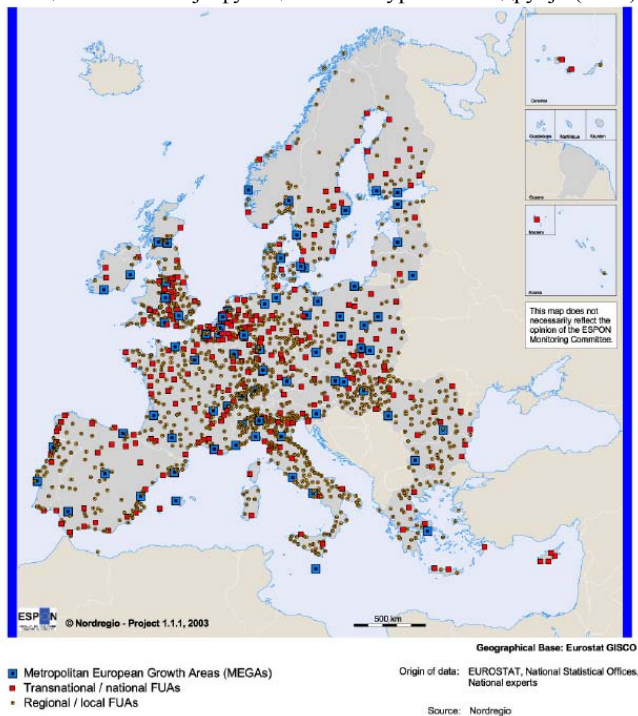 Canarias
Guadeloupe Martinique Réunion
Guyane
Madeira
This map does not
necessarily reflect the
opinion of the ESPON
Monitoring Committee.
ESPON
© Nordregio - Project 1.1.1, 2003
500 km
Geographical Base: Eurostat GISCO
Metropolitan European Growth Areas (MEGAs)
Transnational / national FUAs
Regional / local FUAs
Origin of data: EUROSTAT, National Statistical Offices,
National experts
Source: Nordregio